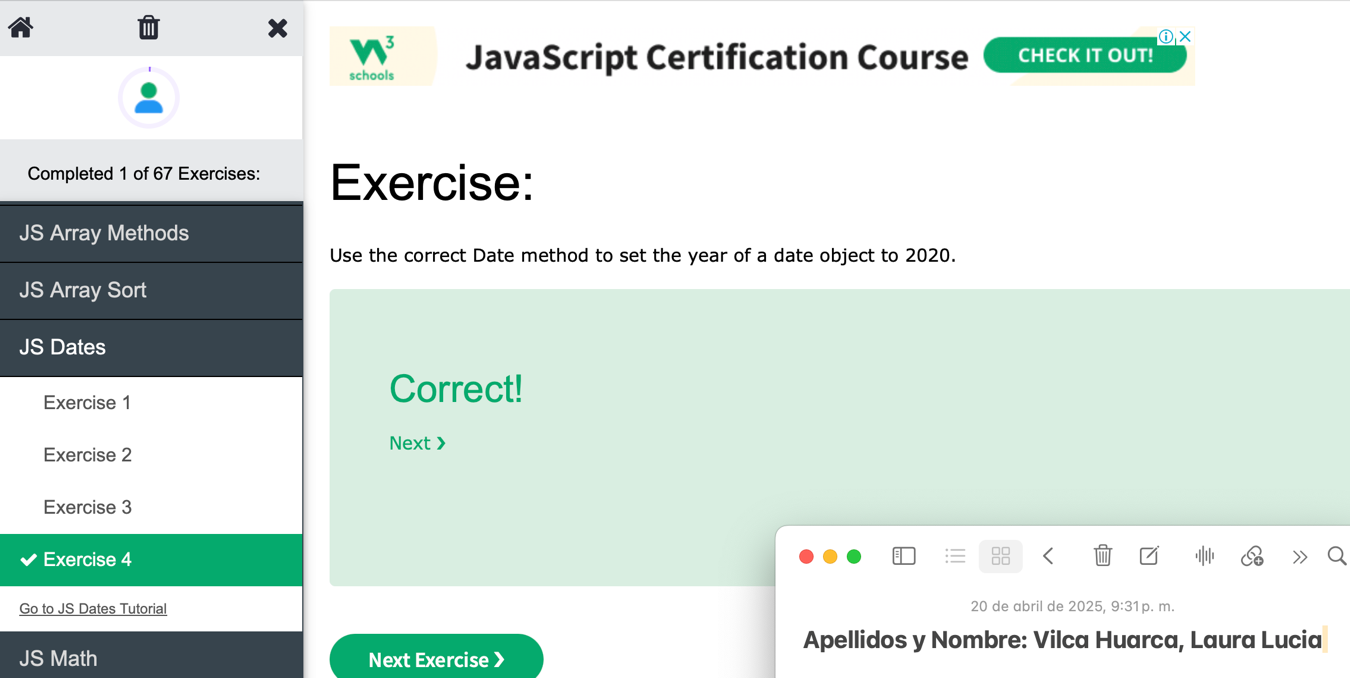 W3
schools
JavaScript Certification Course
CHECK IT OUT!
Completed 1 of 67 Exercises:
JS Array Methods
JS Array Sort
JS Dates
Exercise 1
Exercise 2
Exercise 3
Exercise 4
Go to JS Dates Tutorial
JS Math
Exercise:
Use the correct Date method to set the year of a date object to 2020.
Correct!
Next ❯
Next Exercise ❯
20 de abril de 2025, 9:31 p. m.
Apellidos y Nombre: Vilca Huarca, Laura Lucia